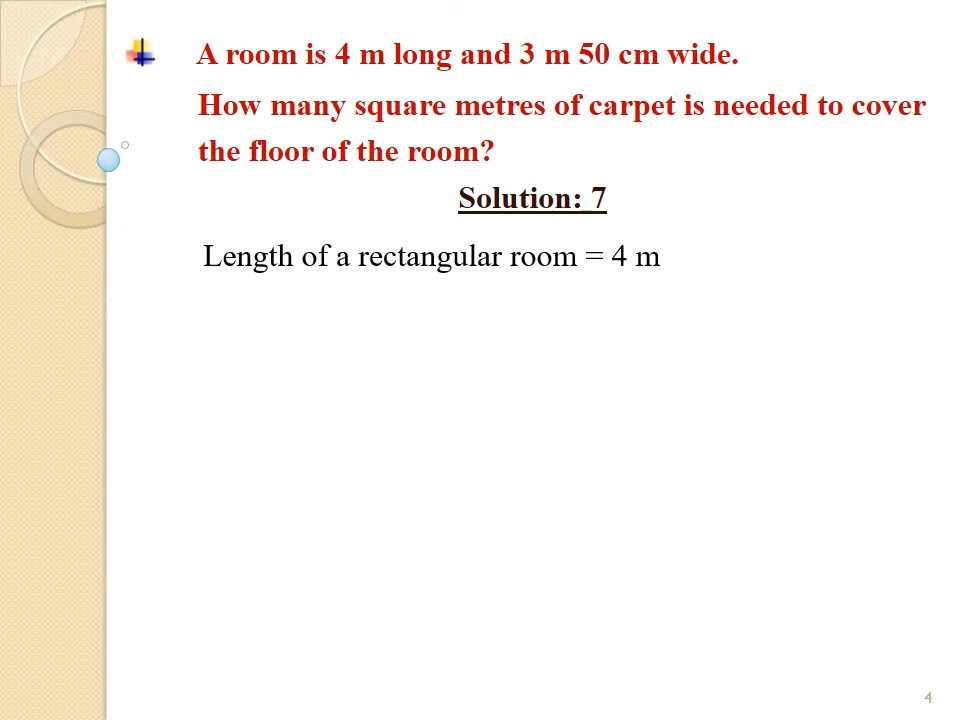 A room is 4 m long and 3 m 50 cm wide.
How many square metres of carpet is needed to cover
the floor of the room?
Solution: 7
Length of a rectangular room = 4 m
4